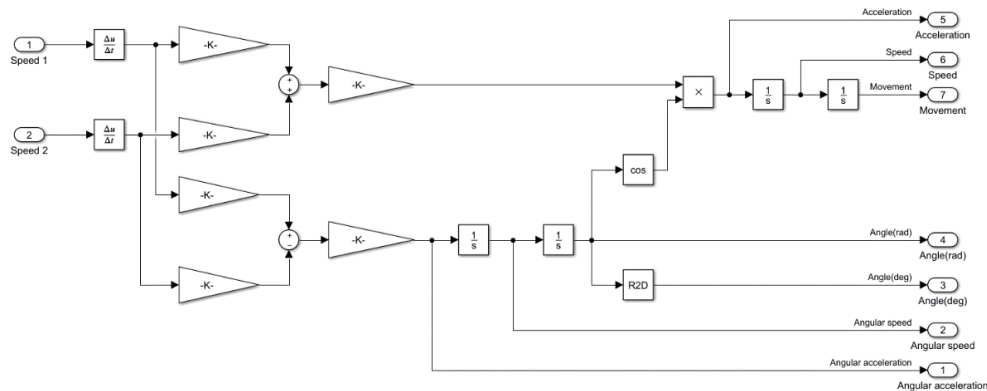 Acceleration
5
Acceleration
1
Speed 1
Δu
Δt
-K-
Speed
6
Speed
+
+
-K-
×
1
s
1
s
Movement
7
Movement
2
Speed 2
Δu
Δt
-K-
cos
-K-
+
−
-K-
1
s
1
s
Angle(rad)
4
Angle(rad)
-K-
R2D
Angle(deg)
3
Angle(deg)
Angular speed
2
Angular speed
Angular acceleration
1
Angular acceleration